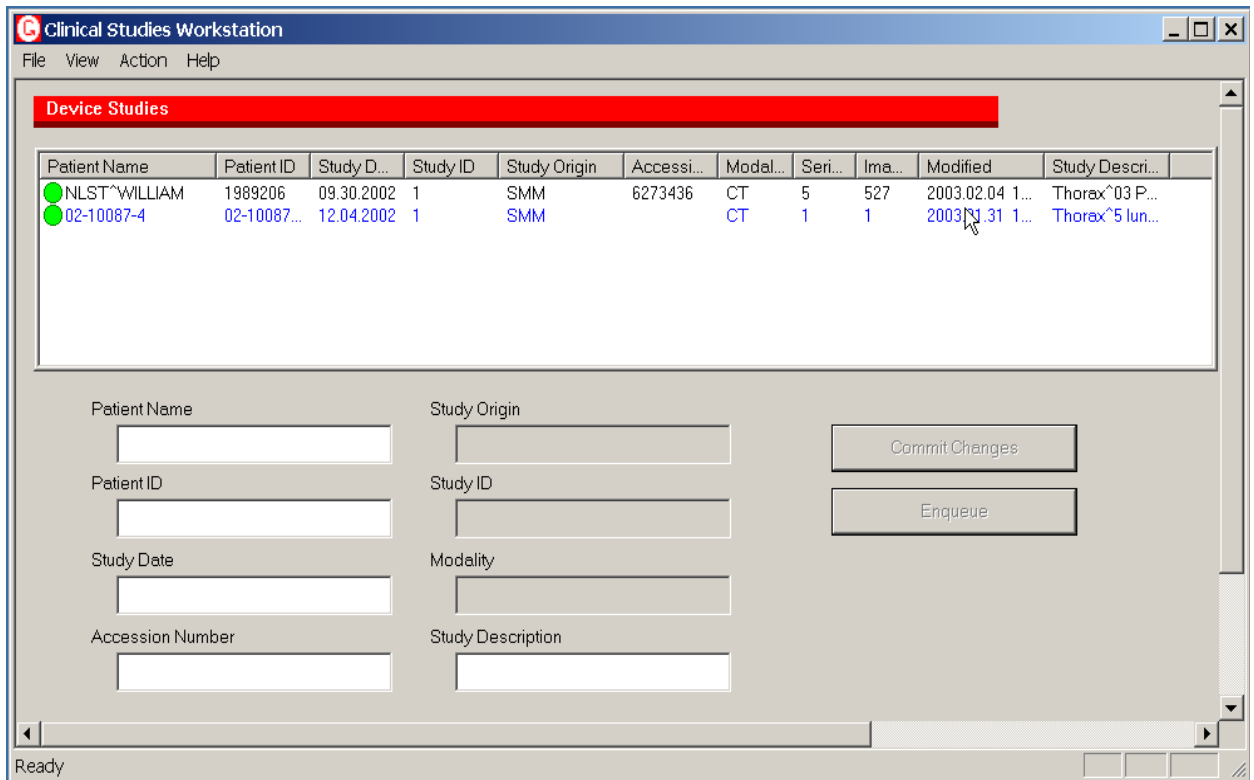 Clinical Studies Workstation
File View Action Help
Device Studies
Patient Name Patient ID Study D... Study ID Study Origin Accessi... Modal... Seri... Ima... Modified Study Descri...
NLST^WILLIAM 1989206 09.30.2002 1 SMM 6273436 CT 5 527 2003.02.04 1... Thorax^03 P...
02-10087-4 02-10087... 12.04.2002 1 SMM CT 1 1 1... Thorax^5 lun...
Patient Name Study Origin
Commit Changes
Patient ID Study ID
Enqueue
Study Date Modality
Accession Number Study Description
Ready